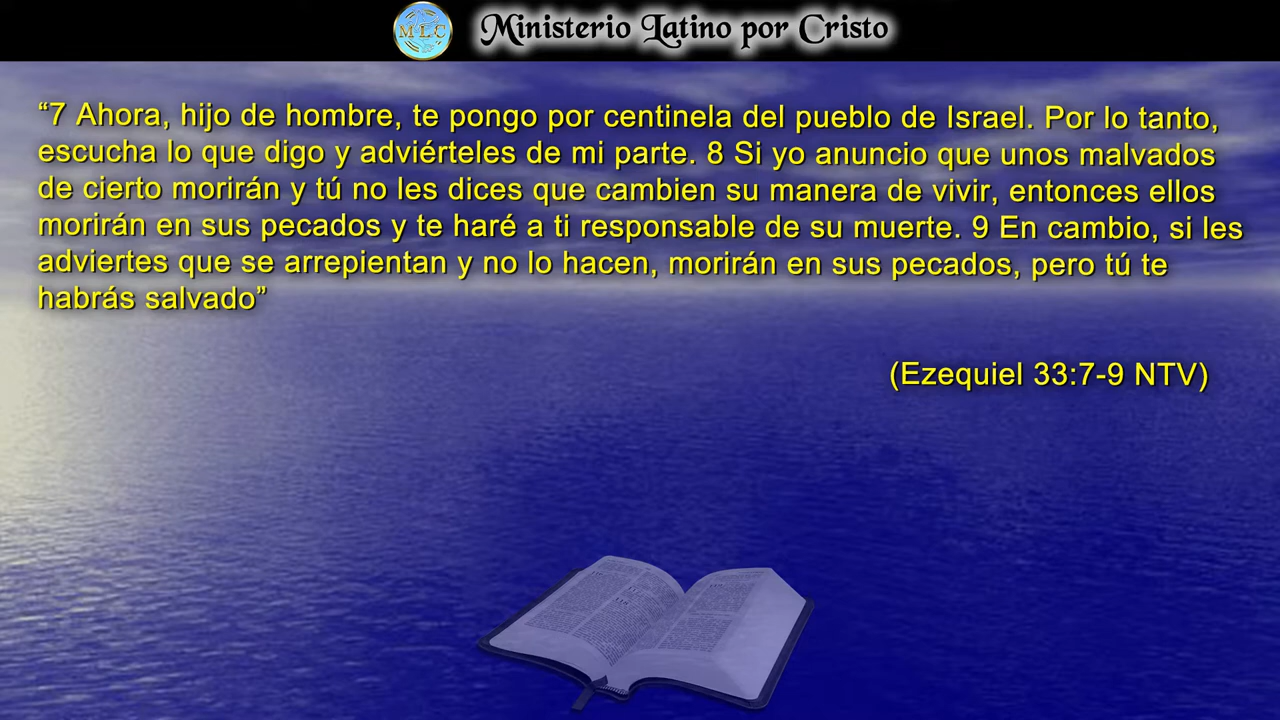 MLC
Ministerio Latino por Cristo
“7 Ahora, hijo de hombre, te pongo por centinela del pueblo de Israel. Por lo tanto,
escucha lo que digo y adviérteles de mi parte. 8 Si yo anuncio que unos malvados
de cierto morirán y tú no les dices que cambien su manera de vivir, entonces ellos
morirán en sus pecados y te haré a ti responsable de su muerte. 9 En cambio, si les
adviertes que se arrepientan y no lo hacen, morirán en sus pecados, pero tú te
habrás salvado”
(Ezequiel 33:7-9 NTV)